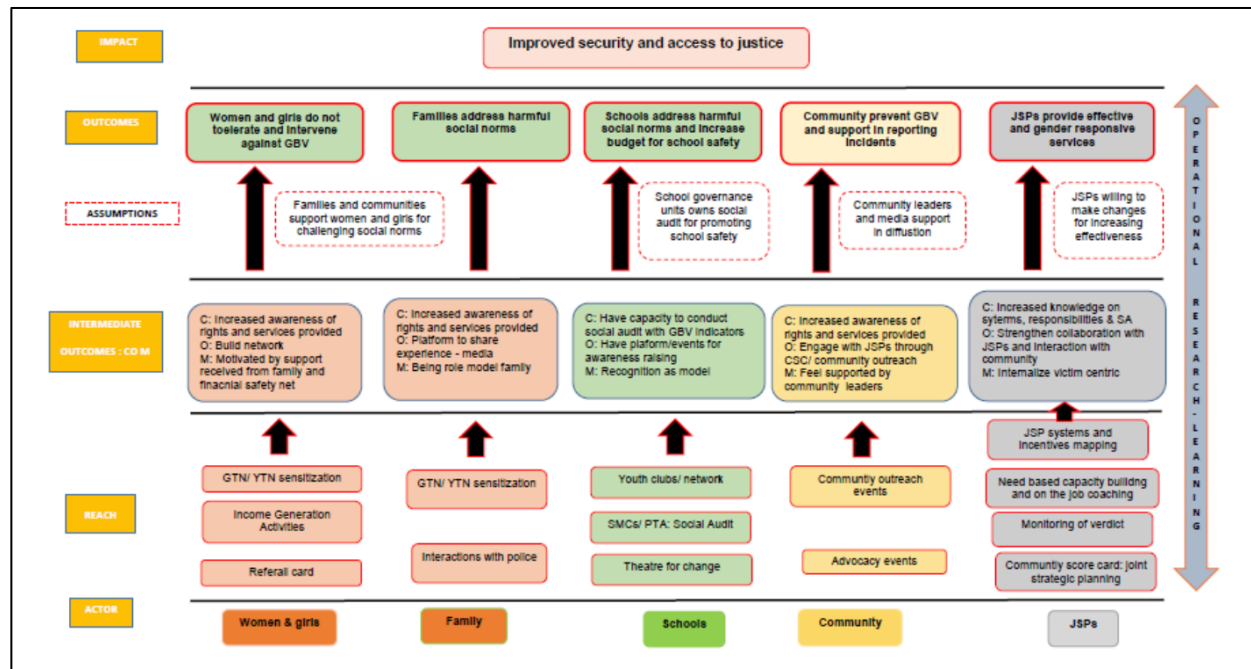 IMPACT
Improved security and access to justice
OUTCOMES
Women and girls do not
toelerate and intervene
against GBV
Families address harmful
social norms
Schools address harmful
social norms and increase
budget for school safety
Community prevent GBV
and support in reporting
incidents
JSPs provide effective
and gender responsive
services
ASSUMPTIONS
Families and communities
support women and girls for
challenging social norms
School governance
units owns social
audit for promoting
school safety
Community leaders
and media support
in diffustion
JSPs willing to
make changes
for increasing
effectiveness
INTERMEDIATE
OUTCOMES : CO M
C: Increased awareness of
rights and services provided
O: Build network
M: Motivated by support
received from family and
finacnial safety net
C: Increased awareness of
rights and services provided
O: Platform to share
experience - media
M: Being role model family
C: Have capacity to conduct
social audit with GBV indicators
O: Have plaform/events for
awareness raising
M: Recognition as model
C: Increased awareness of
rights and services provided
O: Engage with JSPs through
CSC/ community outreach
M: Feel supported by
community leaders
C: Increased knowledge on
syterms, responsibilities & SA
O: Strengthen collaboration with
JSPs and Interaction with
community
M: Internalize victim centric
REACH
GTN/ YTN sensitization
Income Generation
Activities
Referall card
GTN/ YTN sensitization
Interactions with police
Youth clubs/ network
SMCs/ PTA: Social Audit
Theatre for change
Communtiy outreach
events
Advocacy events
JSP systems and
incentives mapping
Need based capacity buildng
and on the job coaching
Monitoring of verdict
Communtiy score card: joint
strategic planning
ACTOR
Women & girls
Family
Schools
Community
JSPs
OPERATIONAL RESEARCH-LEARNING